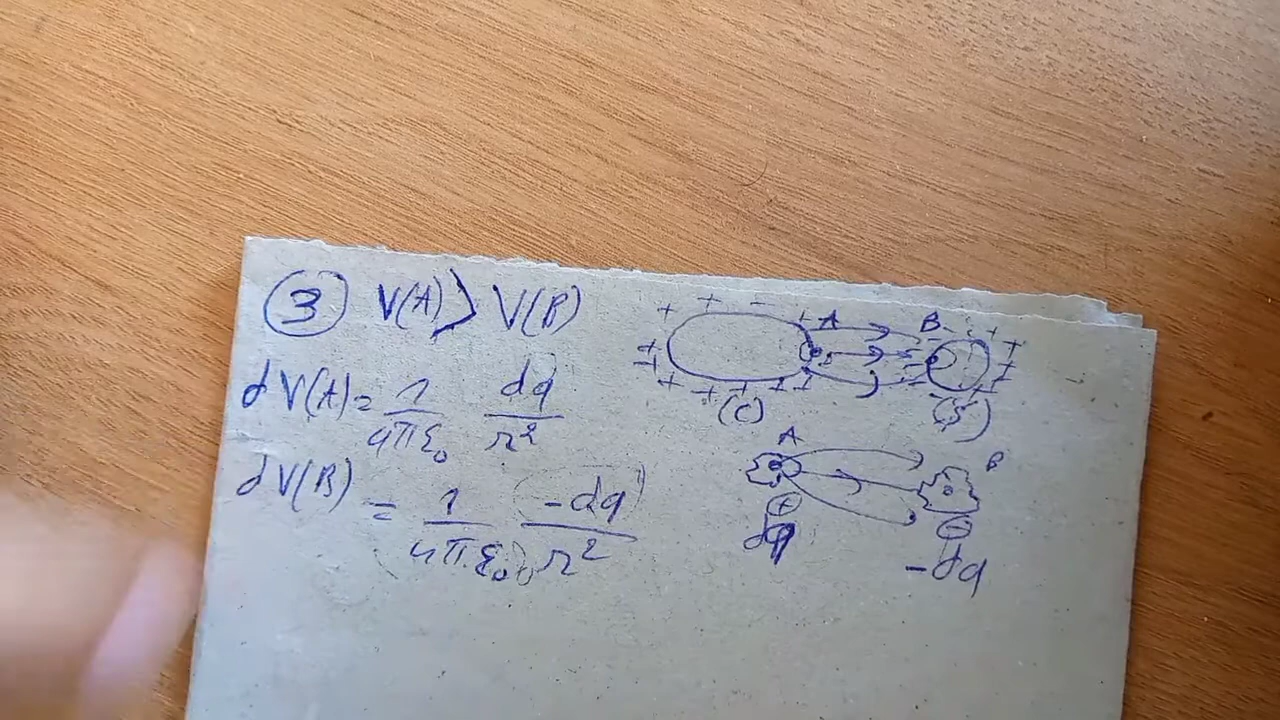 ③ V(A) > V(B)
dV(A) = 1/4πε₀ dq/r²
dV(B) = 1/4πε₀ -dq/r²
A B
(C) (S)
A B
+ -
dq -dq